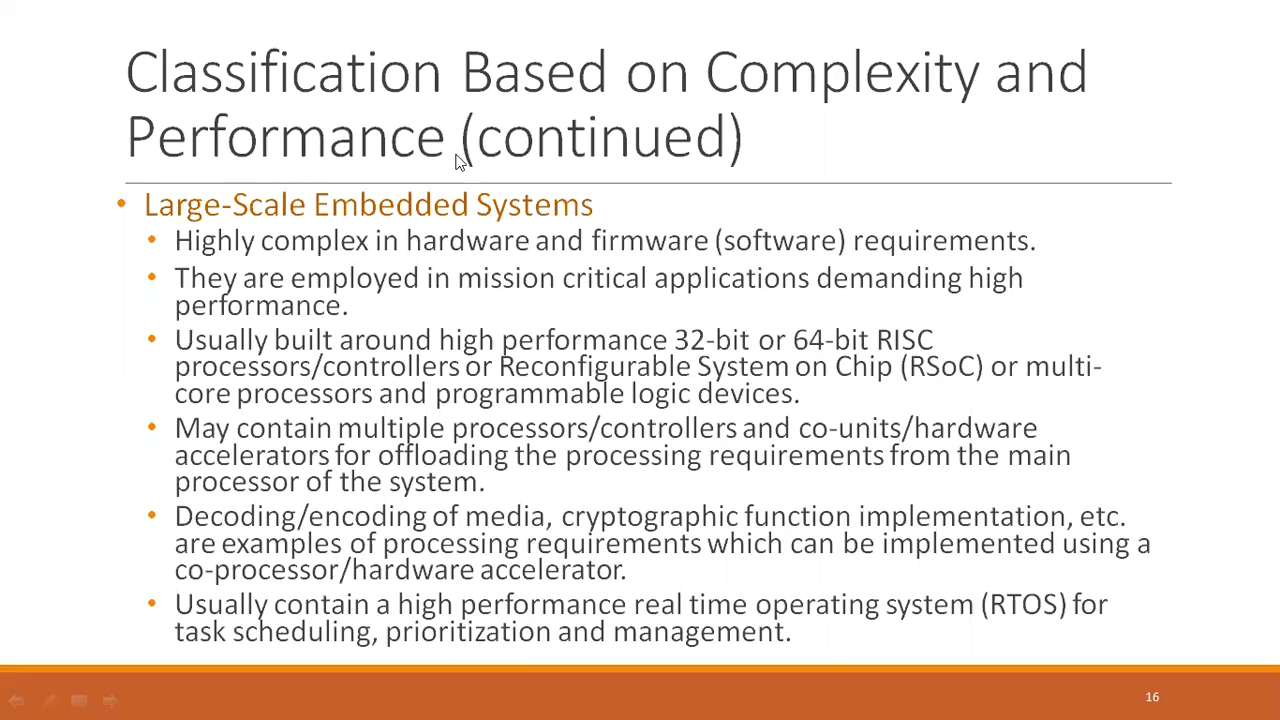 Classification Based on Complexity and
Performance (continued)
• Large-Scale Embedded Systems
• Highly complex in hardware and firmware (software) requirements.
• They are employed in mission critical applications demanding high
performance.
• Usually built around high performance 32-bit or 64-bit RISC
processors/controllers or Reconfigurable System on Chip (RSoC) or multi-
core processors and programmable logic devices.
• May contain multiple processors/controllers and co-units/hardware
accelerators for offloading the processing requirements from the main
processor of the system.
• Decoding/encoding of media, cryptographic function implementation, etc.
are examples of processing requirements which can be implemented using a
co-processor/hardware accelerator.
• Usually contain a high performance real time operating system (RTOS) for
task scheduling, prioritization and management.
16